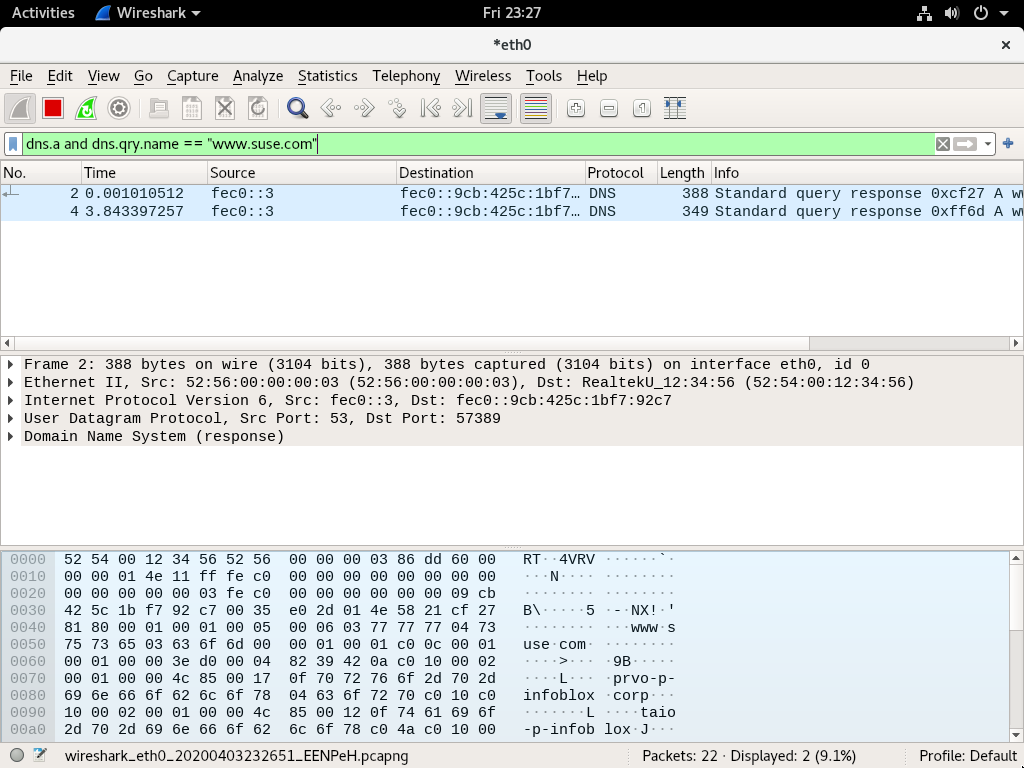 Activities Wireshark Fri 23:27
*eth0
File Edit View Go Capture Analyze Statistics Telephony Wireless Tools Help
dns.a and dns.qry.name == "www.suse.com"
No. Time Source Destination Protocol Length Info
2 0.001010512 fec0::3 fec0::9cb:425c:1bf7… DNS 388 Standard query response 0xcf27 A w
4 3.843397257 fec0::3 fec0::9cb:425c:1bf7… DNS 349 Standard query response 0xff6d A w
Frame 2: 388 bytes on wire (3104 bits), 388 bytes captured (3104 bits) on interface eth0, id 0
Ethernet II, Src: 52:56:00:00:00:03 (52:56:00:00:00:03), Dst: RealtekU_12:34:56 (52:54:00:12:34:56)
Internet Protocol Version 6, Src: fec0::3, Dst: fec0::9cb:425c:1bf7:92c7
User Datagram Protocol, Src Port: 53, Dst Port: 57389
Domain Name System (response)
0000 52 54 00 12 34 56 52 56 00 00 00 03 86 dd 60 00 RT··4VRV ······`·
0010 00 00 01 4e 11 ff fe c0 00 00 00 00 00 00 00 00 ···N···· ········
0020 00 00 00 00 00 03 fe c0 00 00 00 00 00 00 09 cb ········ ········
0030 42 5c 1b f7 92 c7 00 35 e0 2d 01 4e 58 21 cf 27 B\·····5 ·-·NX!·'
0040 81 80 00 01 00 01 00 05 00 06 03 77 77 77 04 73 ········ ···www·s
0050 75 73 65 03 63 6f 6d 00 00 01 00 01 c0 0c 00 01 use·com· ········
0060 00 01 00 00 3e d0 00 04 82 39 42 0a c0 10 00 02 ····>··· ·9B·····
0070 00 01 00 00 4c 85 00 17 0f 70 72 76 6f 2d 70 2d ····L··· ·prvo-p-
0080 69 6e 66 6f 62 6c 6f 78 04 63 6f 72 70 c0 10 c0 infoblox ·corp···
0090 10 00 02 00 01 00 00 4c 85 00 12 0f 74 61 69 6f ·······L ····taio
00a0 2d 70 2d 69 6e 66 6f 62 6c 6f 78 c0 4a c0 10 00 -p-infob lox·J···
wireshark_eth0_20200403232651_EENPeH.pcapng Packets: 22 · Displayed: 2 (9.1%) Profile: Default